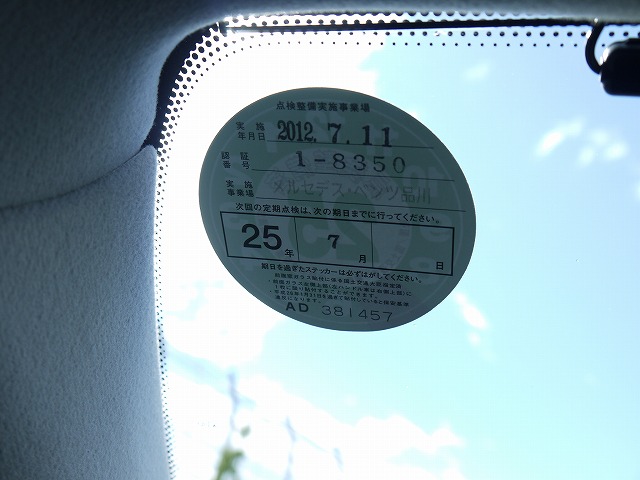 点検整備実施事業場
実施年月日 2012.7.11
認証番号 1-8350
実施事業場 メルセデス・ベンツ品川
次回の定期点検は、次の期日までに行ってください。
25年 7月 日
期日を過ぎたステッカーは必ずはがしてください。
AD 381457